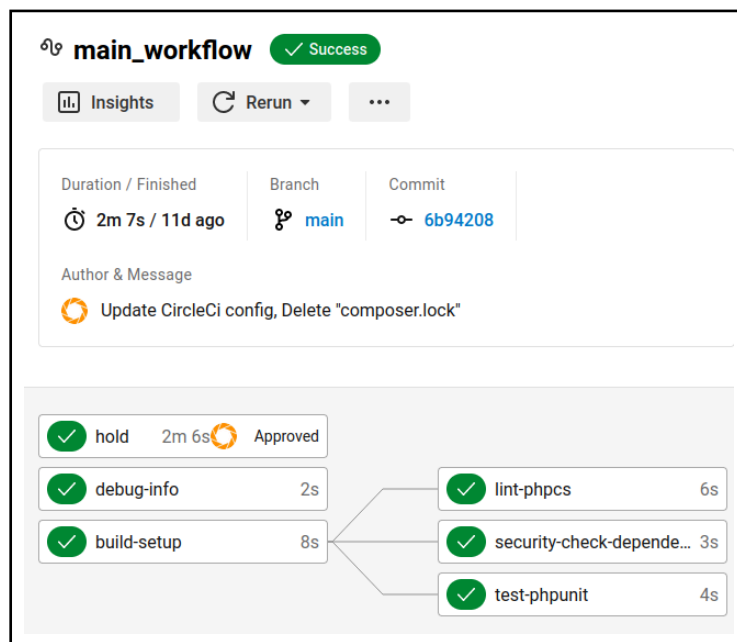 main_workflow Success
Insights Rerun
Duration / Finished Branch Commit
2m 7s / 11d ago main 6b94208
Author & Message
Update CircleCi config, Delete "composer.lock"
hold 2m 6s Approved
debug-info 2s lint-phpcs 6s
build-setup 8s security-check-depende... 3s
test-phpunit 4s